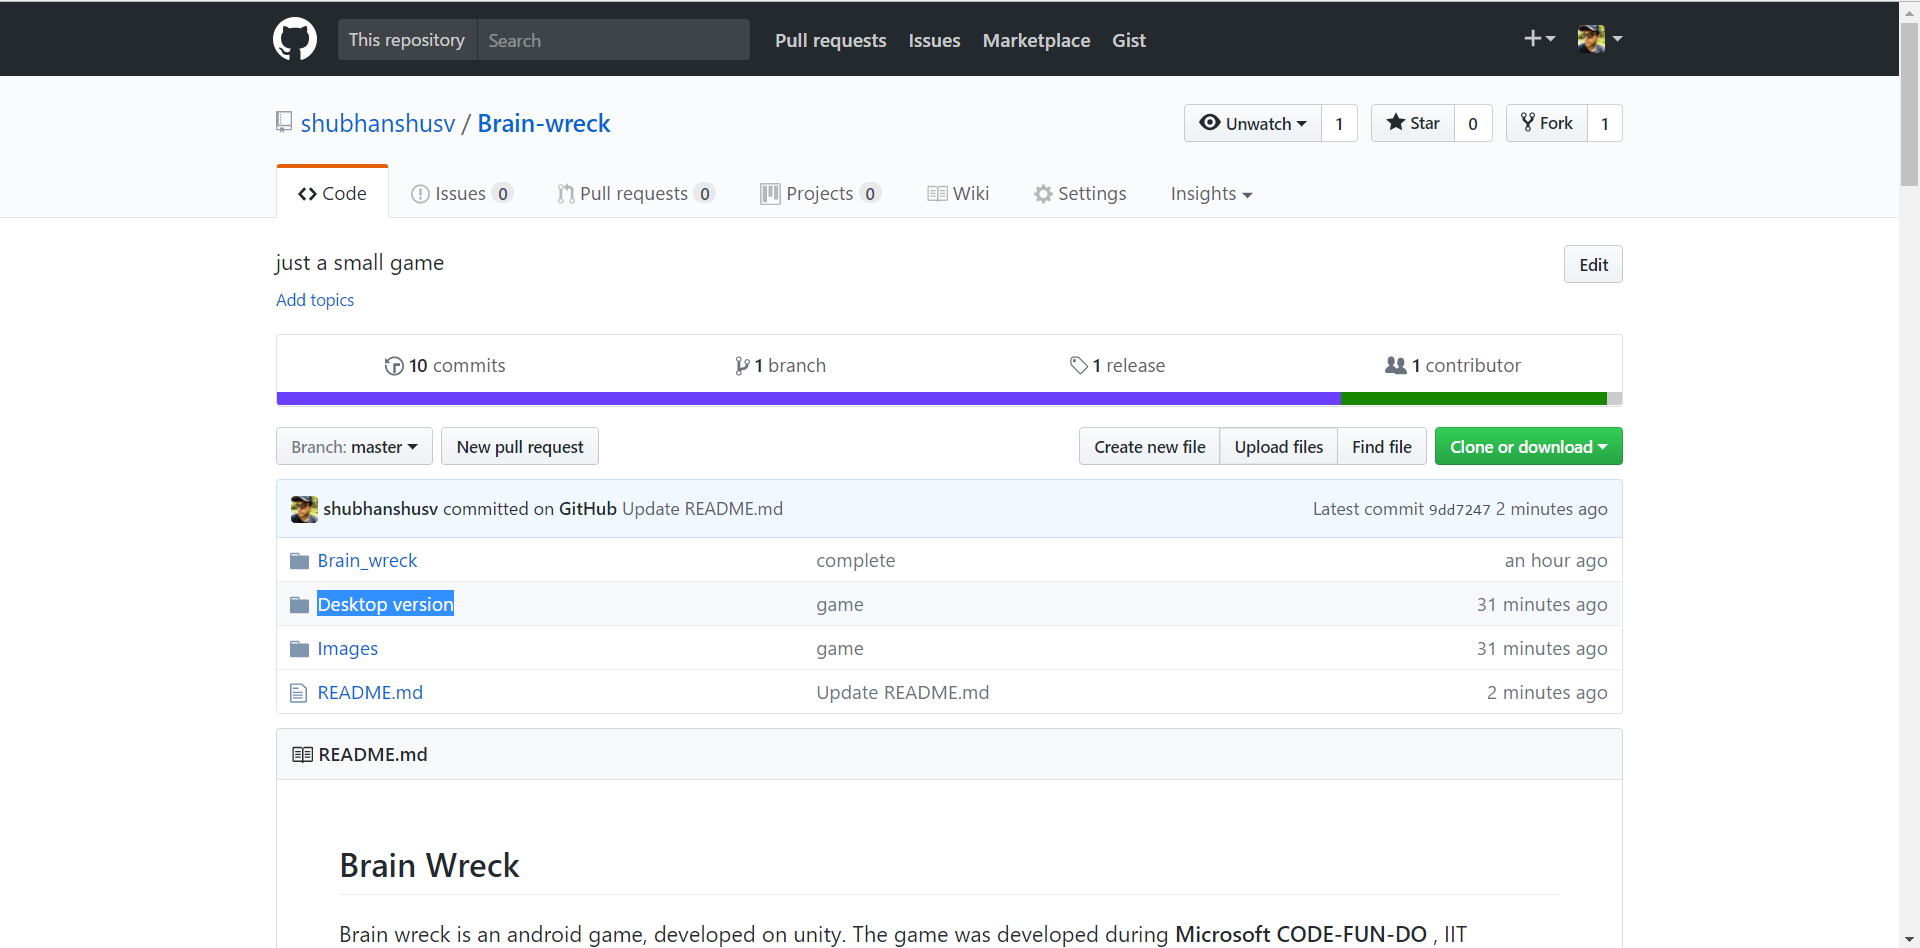 This repository Search Pull requests Issues Marketplace Gist
shubhanshusv / Brain-wreck Unwatch 1 Star 0 Fork 1
Code Issues 0 Pull requests 0 Projects 0 Wiki Settings Insights
just a small game Edit
Add topics
10 commits 1 branch 1 release 1 contributor
Branch: master New pull request Create new file Upload files Find file Clone or download
shubhanshusv committed on GitHub Update README.md Latest commit 9dd7247 2 minutes ago
Brain_wreck complete an hour ago
Desktop version game 31 minutes ago
Images game 31 minutes ago
README.md Update README.md 2 minutes ago
README.md
Brain Wreck
Brain wreck is an android game, developed on unity. The game was developed during Microsoft CODE-FUN-DO , IIT